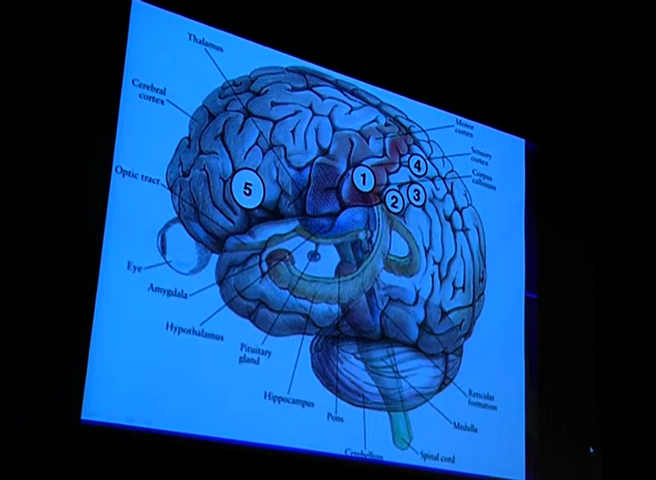 Thalamus
Cerebral
cortex
Motor
cortex
Sensory
cortex
Corpus
callosum
Optic tract
5
1
4
2
3
Eye
Amygdala
Hypothalamus
Pituitary
gland
Hippocampus
Pons
Cerebellum
Reticular
formation
Medulla
Spinal cord